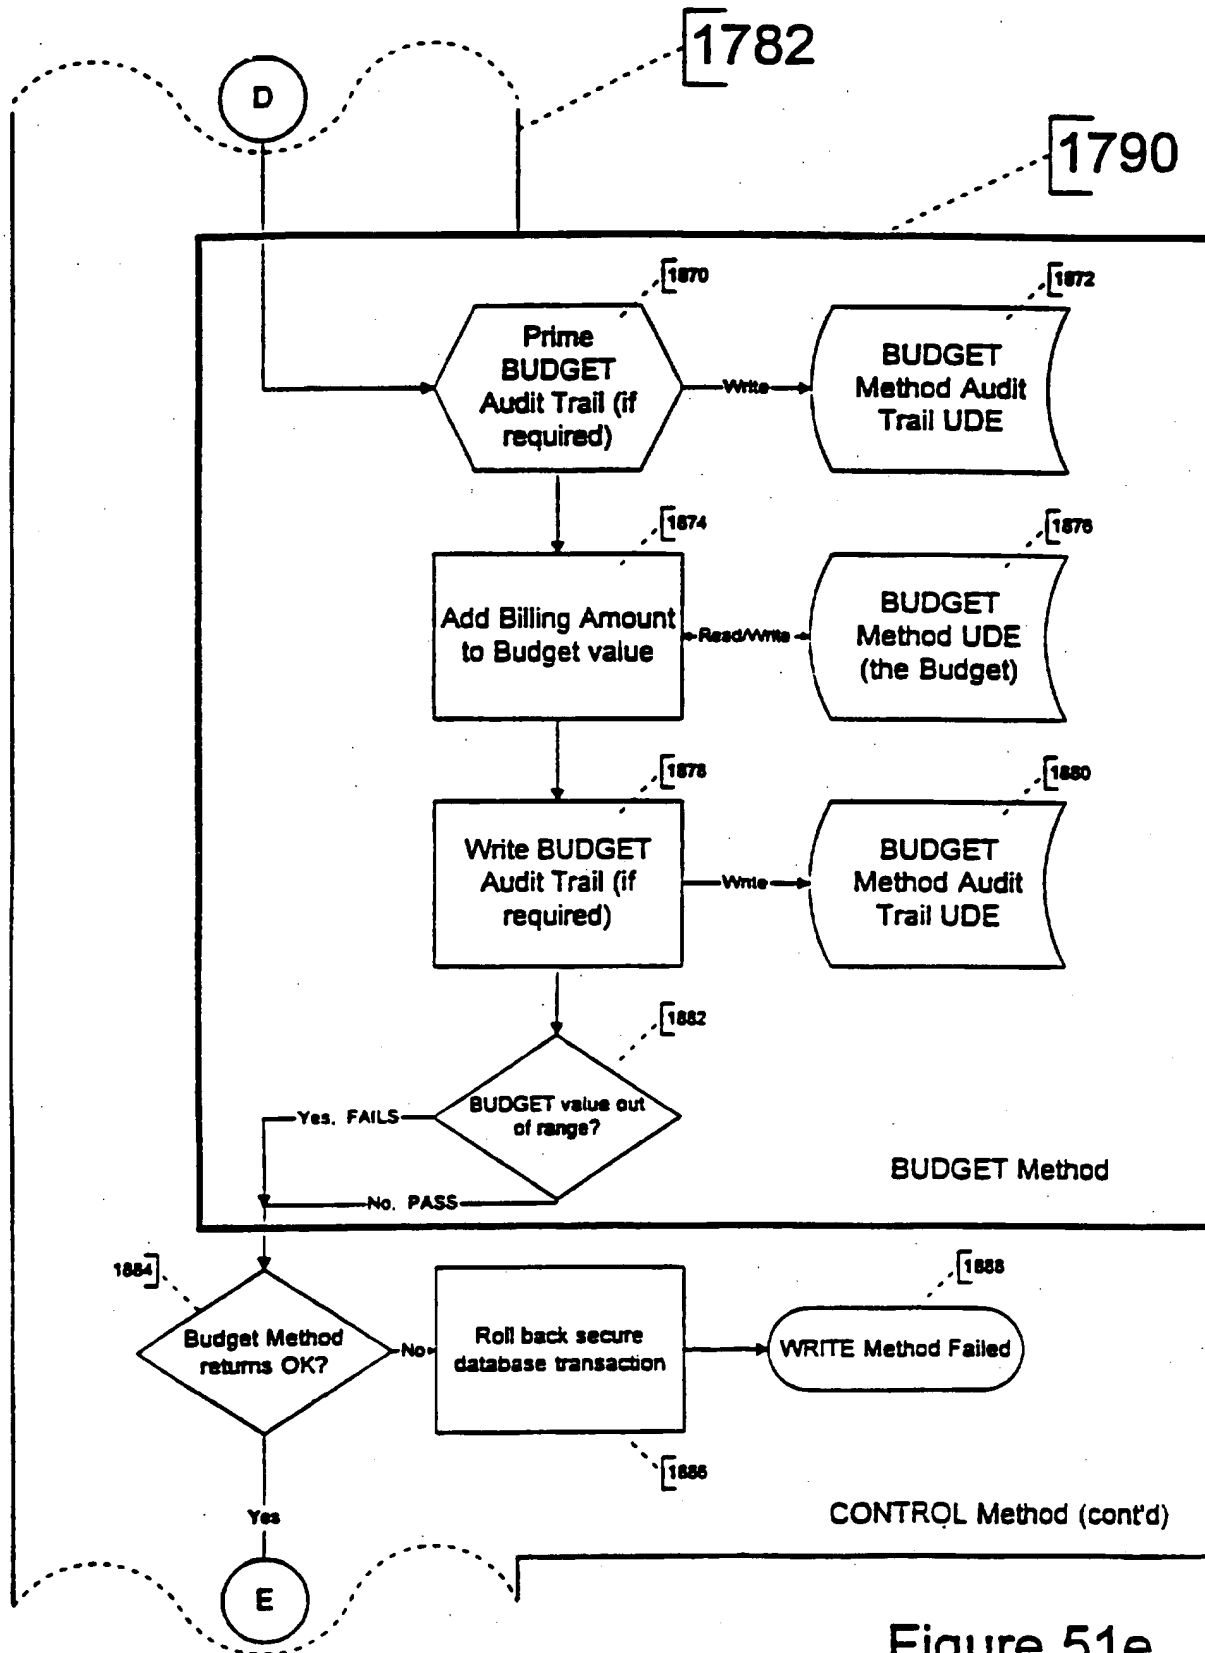 1782
D
1790
1870
1872
Prime
BUDGET
Audit Trail (if
required)
Write
BUDGET
Method Audit
Trail UDE
1874
1876
Add Billing Amount
to Budget value
Read/Write
BUDGET
Method UDE
(the Budget)
1878
1880
Write BUDGET
Audit Trail (if
required)
Write
BUDGET
Method Audit
Trail UDE
1882
BUDGET value out
of range?
Yes, FAILS
No, PASS
BUDGET Method
1884
1888
Budget Method
returns OK?
No
Roll back secure
database transaction
WRITE Method Failed
1886
Yes
CONTROL Method (cont'd)
E
Figure 51e